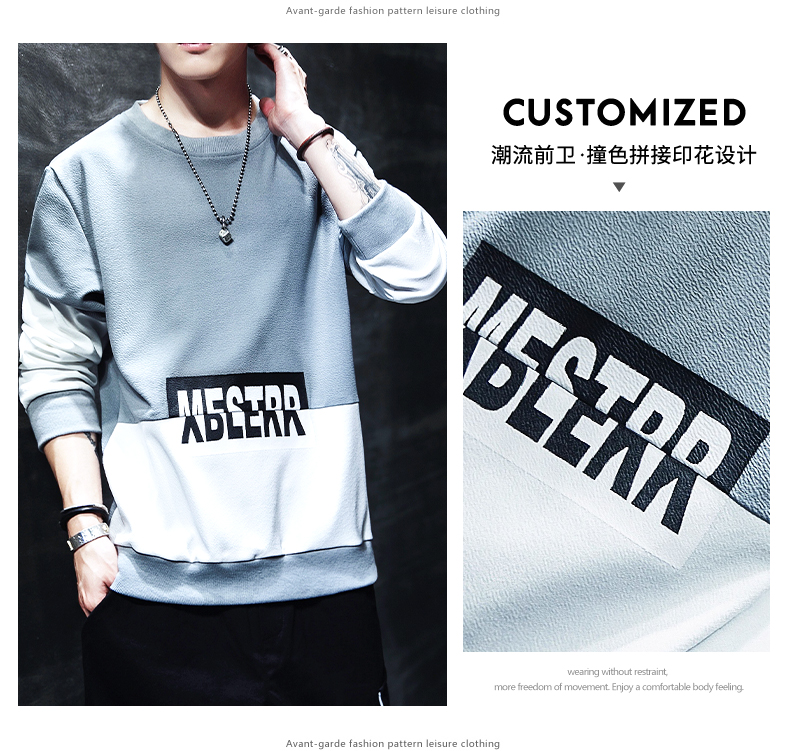 Avant-garde fashion pattern leisure clothing
CUSTOMIZED
潮流前卫·撞色拼接印花设计
MESTRR
XBLERR
MESTRR
XBLEERR
wearing without restraint,
more freedom of movement. Enjoy a comfortable body feeling.
Avant-garde fashion pattern leisure clothing